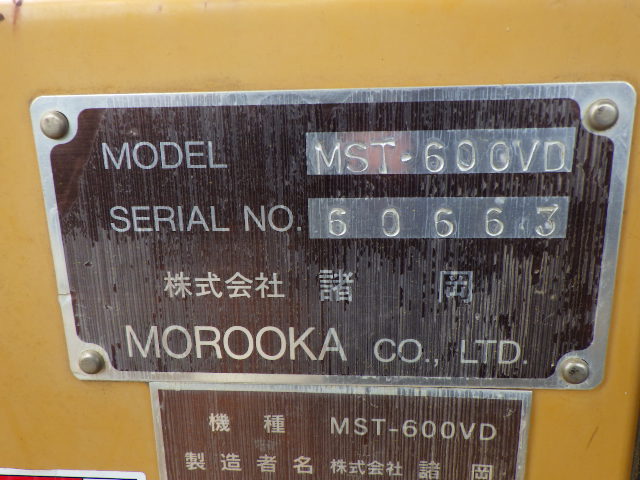 MODEL MST-600VD
SERIAL NO. 60663
株式会社 諸岡
MOROOKA CO., LTD.
機種 MST-600VD
製造者名 株式会社 諸岡